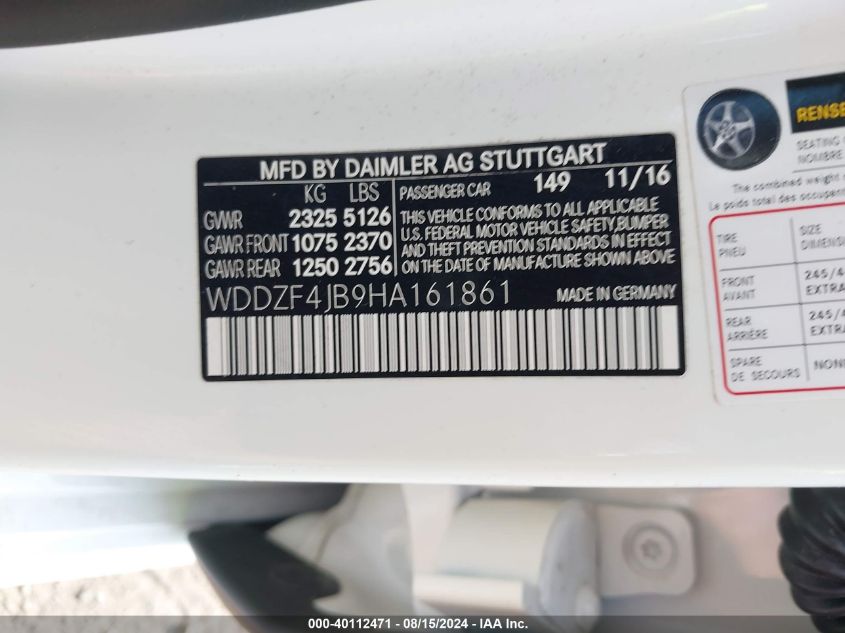 MFD BY DAIMLER AG STUTTGART
KG LBS
GVWR 2325 5126
GAWR FRONT 1075 2370
GAWR REAR 1250 2756
PASSENGER CAR 149 11/16
THIS VEHICLE CONFORMS TO ALL APPLICABLE
U.S. FEDERAL MOTOR VEHICLE SAFETY,BUMPER
AND THEFT PREVENTION STANDARDS IN EFFECT
ON THE DATE OF MANUFACTURE SHOWN ABOVE
WDDZF4JB9HA161861 MADE IN GERMANY
SEATING
NOMBRE
The combined weight
Le poids total des
TIRE SIZE
PNEU
FRONT 245/4
AVANT EXTRA
REAR 245/4
ARRIÈRE EXTRA
SPARE
DE SECOURS
000-40112471 - 08/15/2024 - IAA Inc.